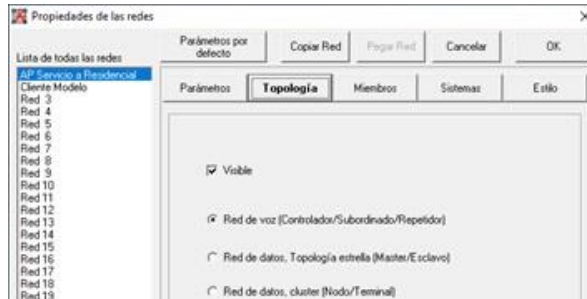 Propiedades de las redes
Parámetros por defecto
Copiar Red
Pegar Red
Cancelar
OK
Lista de todas las redes
AP Servicio a Residencial
Cliente Modelo
Red 3
Red 4
Red 5
Red 6
Red 7
Red 8
Red 9
Red 10
Red 11
Red 12
Red 13
Red 14
Red 15
Red 16
Red 17
Red 18
Red 19
Parámetros
Topología
Miembros
Sistemas
Estilo
Visible
Red de voz (Controlador/Subordinado/Repetidor)
Red de datos, Topología estrella (Master/Esclavo)
Red de datos, cluster (Nodo/Terminal)